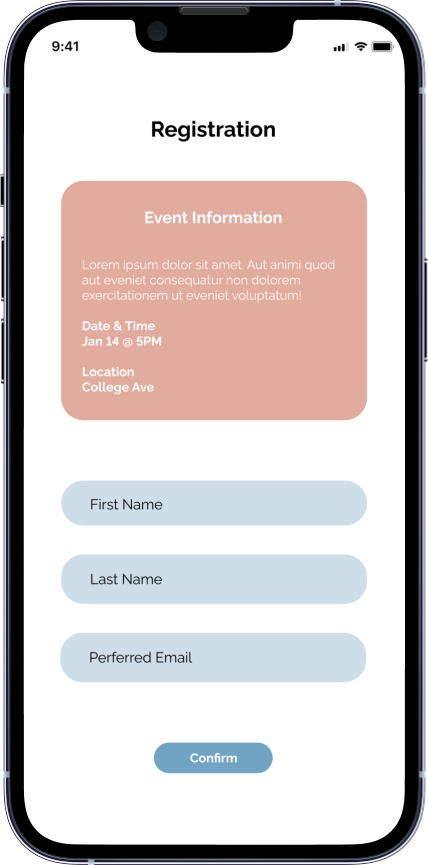 9:41
Registration
Event Information
Lorem ipsum dolor sit amet. Aut animi quod
aut eveniet consequatur non dolorem
exercitationem ut eveniet voluptatum!
Date & Time
Jan 14 @ 5PM
Location
College Ave
First Name
Last Name
Perferred Email
Confirm